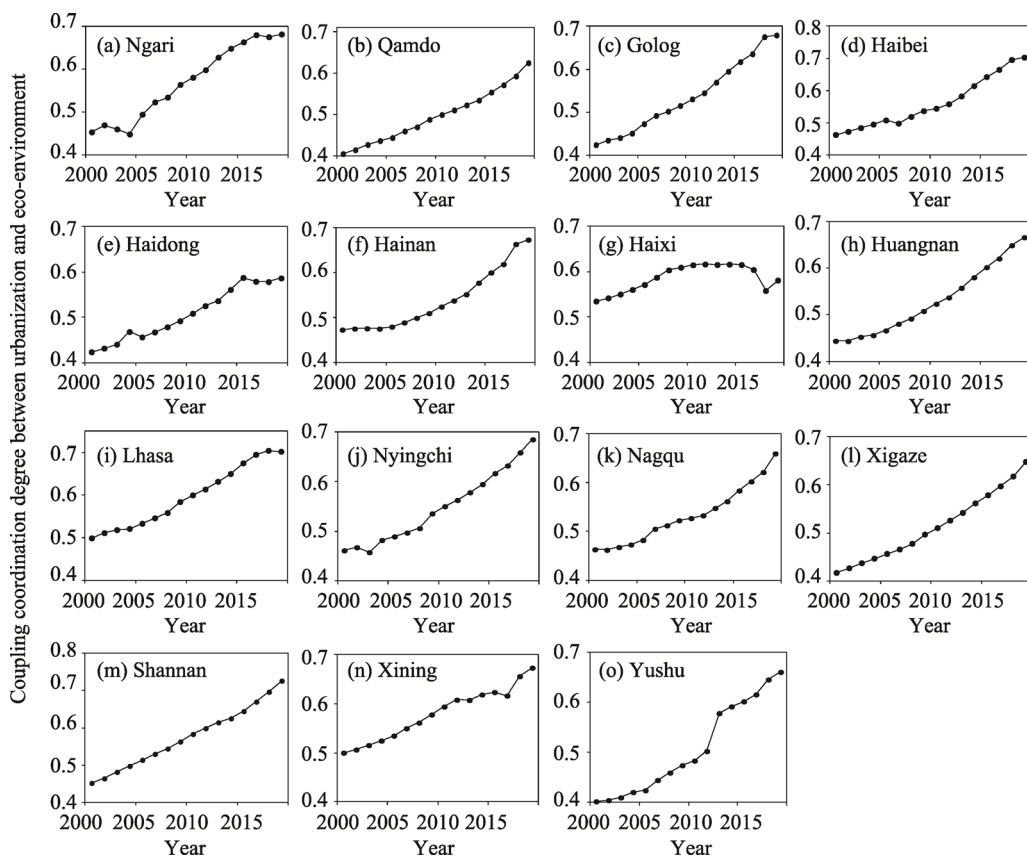 Coupling coordination degree between urbanization and eco-environment
(a) Ngari
0.7
0.6
0.5
0.4
2000 2005 2010 2015
Year
(b) Qamdo
0.7
0.6
0.5
0.4
2000 2005 2010 2015
Year
(c) Golog
0.7
0.6
0.5
0.4
2000 2005 2010 2015
Year
(d) Haibei
0.8
0.7
0.6
0.5
0.4
2000 2005 2010 2015
Year
(e) Haidong
0.7
0.6
0.5
0.4
2000 2005 2010 2015
Year
(f) Hainan
0.7
0.6
0.5
0.4
2000 2005 2010 2015
Year
(g) Haixi
0.7
0.6
0.5
0.4
2000 2005 2010 2015
Year
(h) Huangnan
0.7
0.6
0.5
0.4
2000 2005 2010 2015
Year
(i) Lhasa
0.7
0.6
0.5
0.4
2000 2005 2010 2015
Year
(j) Nyingchi
0.7
0.6
0.5
0.4
2000 2005 2010 2015
Year
(k) Nagqu
0.7
0.6
0.5
0.4
2000 2005 2010 2015
Year
(l) Xigaze
0.7
0.6
0.5
0.4
2000 2005 2010 2015
Year
(m) Shannan
0.8
0.7
0.6
0.5
0.4
2000 2005 2010 2015
Year
(n) Xining
0.7
0.6
0.5
0.4
2000 2005 2010 2015
Year
(o) Yushu
0.7
0.6
0.5
0.4
2000 2005 2010 2015
Year